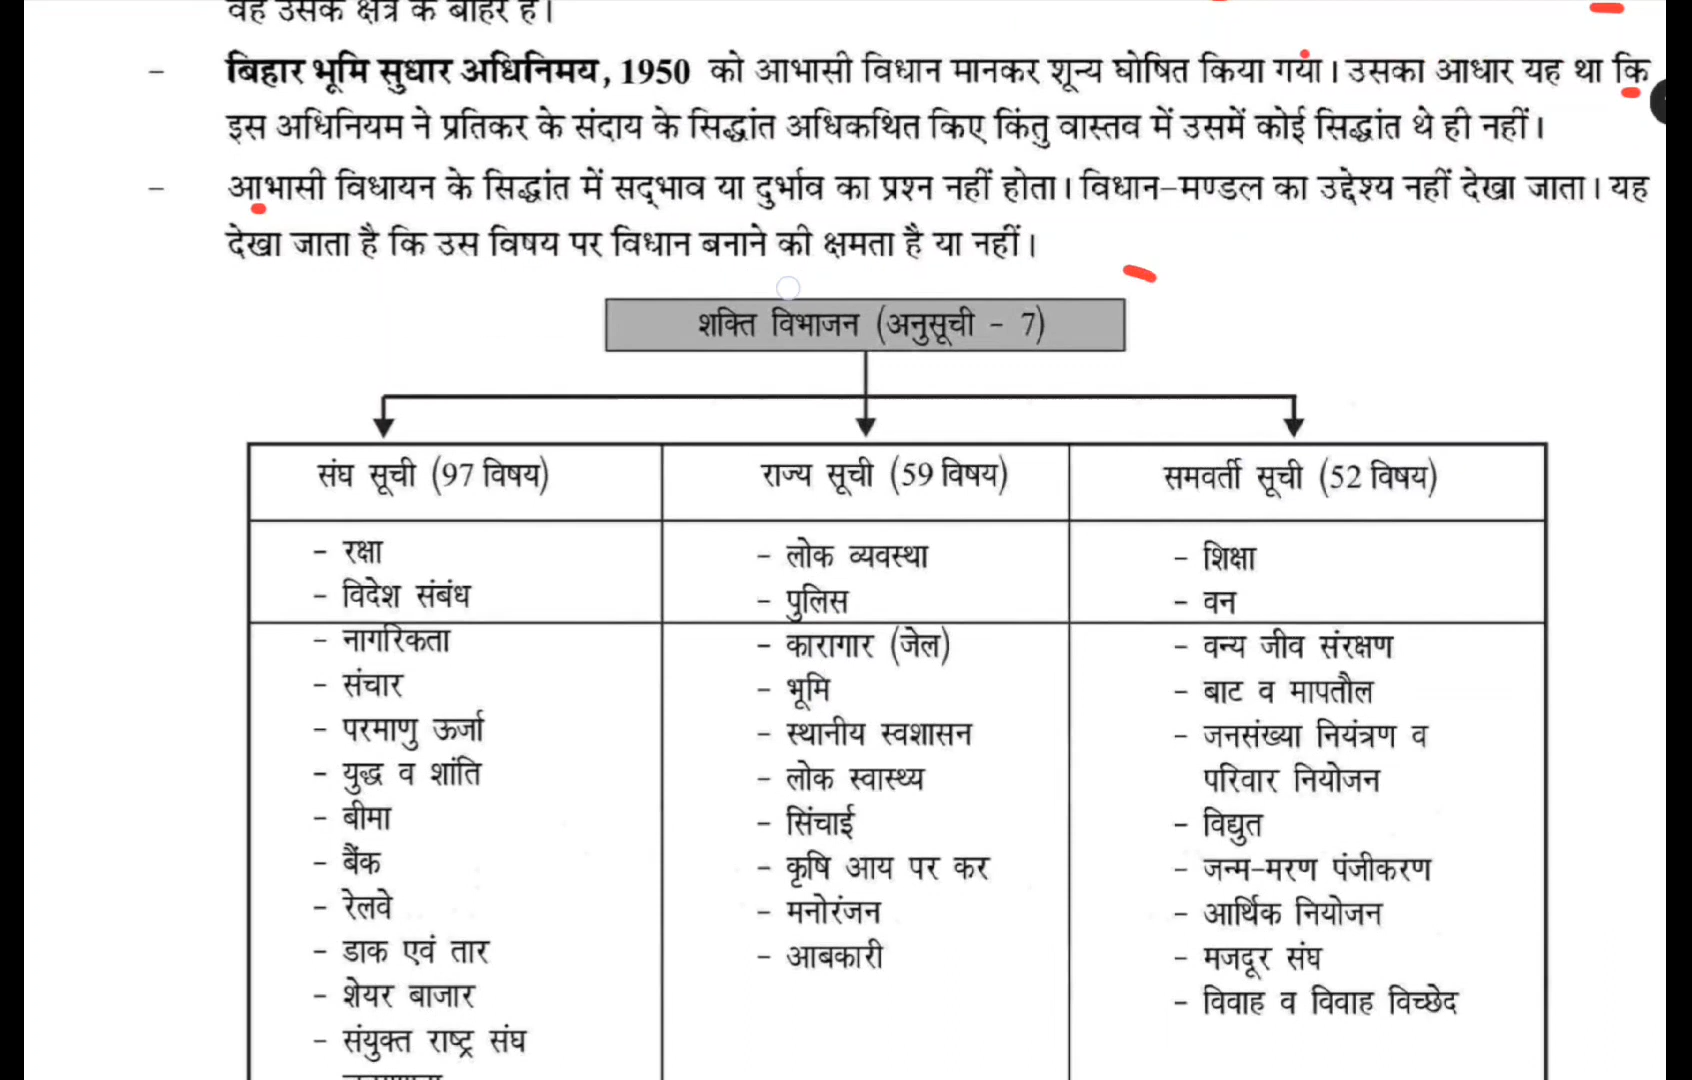 वह उसके क्षेत्र के बाहर है।
– बिहार भूमि सुधार अधिनिमय, 1950 को आभासी विधान मानकर शून्य घोषित किया गया। उसका आधार यह था कि
इस अधिनियम ने प्रतिकर के संदाय के सिद्धांत अधिकथित किए किंतु वास्तव में उसमें कोई सिद्धांत थे ही नहीं।
– आभासी विधायन के सिद्धांत में सद्‌भाव या दुर्भाव का प्रश्न नहीं होता। विधान-मण्डल का उद्देश्य नहीं देखा जाता। यह
देखा जाता है कि उस विषय पर विधान बनाने की क्षमता है या नहीं।
शक्ति विभाजन (अनुसूची - 7)
संघ सूची (97 विषय)
राज्य सूची (59 विषय)
समवर्ती सूची (52 विषय)
– रक्षा
– विदेश संबंध
– लोक व्यवस्था
– पुलिस
– शिक्षा
– वन
– नागरिकता
– संचार
– परमाणु ऊर्जा
– युद्ध व शांति
– बीमा
– बैंक
– रेलवे
– डाक एवं तार
– शेयर बाजार
– संयुक्त राष्ट्र संघ
– कारागार (जेल)
– भूमि
– स्थानीय स्वशासन
– लोक स्वास्थ्य
– सिंचाई
– कृषि आय पर कर
– मनोरंजन
– आबकारी
– वन्य जीव संरक्षण
– बाट व मापतौल
– जनसंख्या नियंत्रण व
परिवार नियोजन
– विद्युत
– जन्म-मरण पंजीकरण
– आर्थिक नियोजन
– मजदूर संघ
– विवाह व विवाह विच्छेद